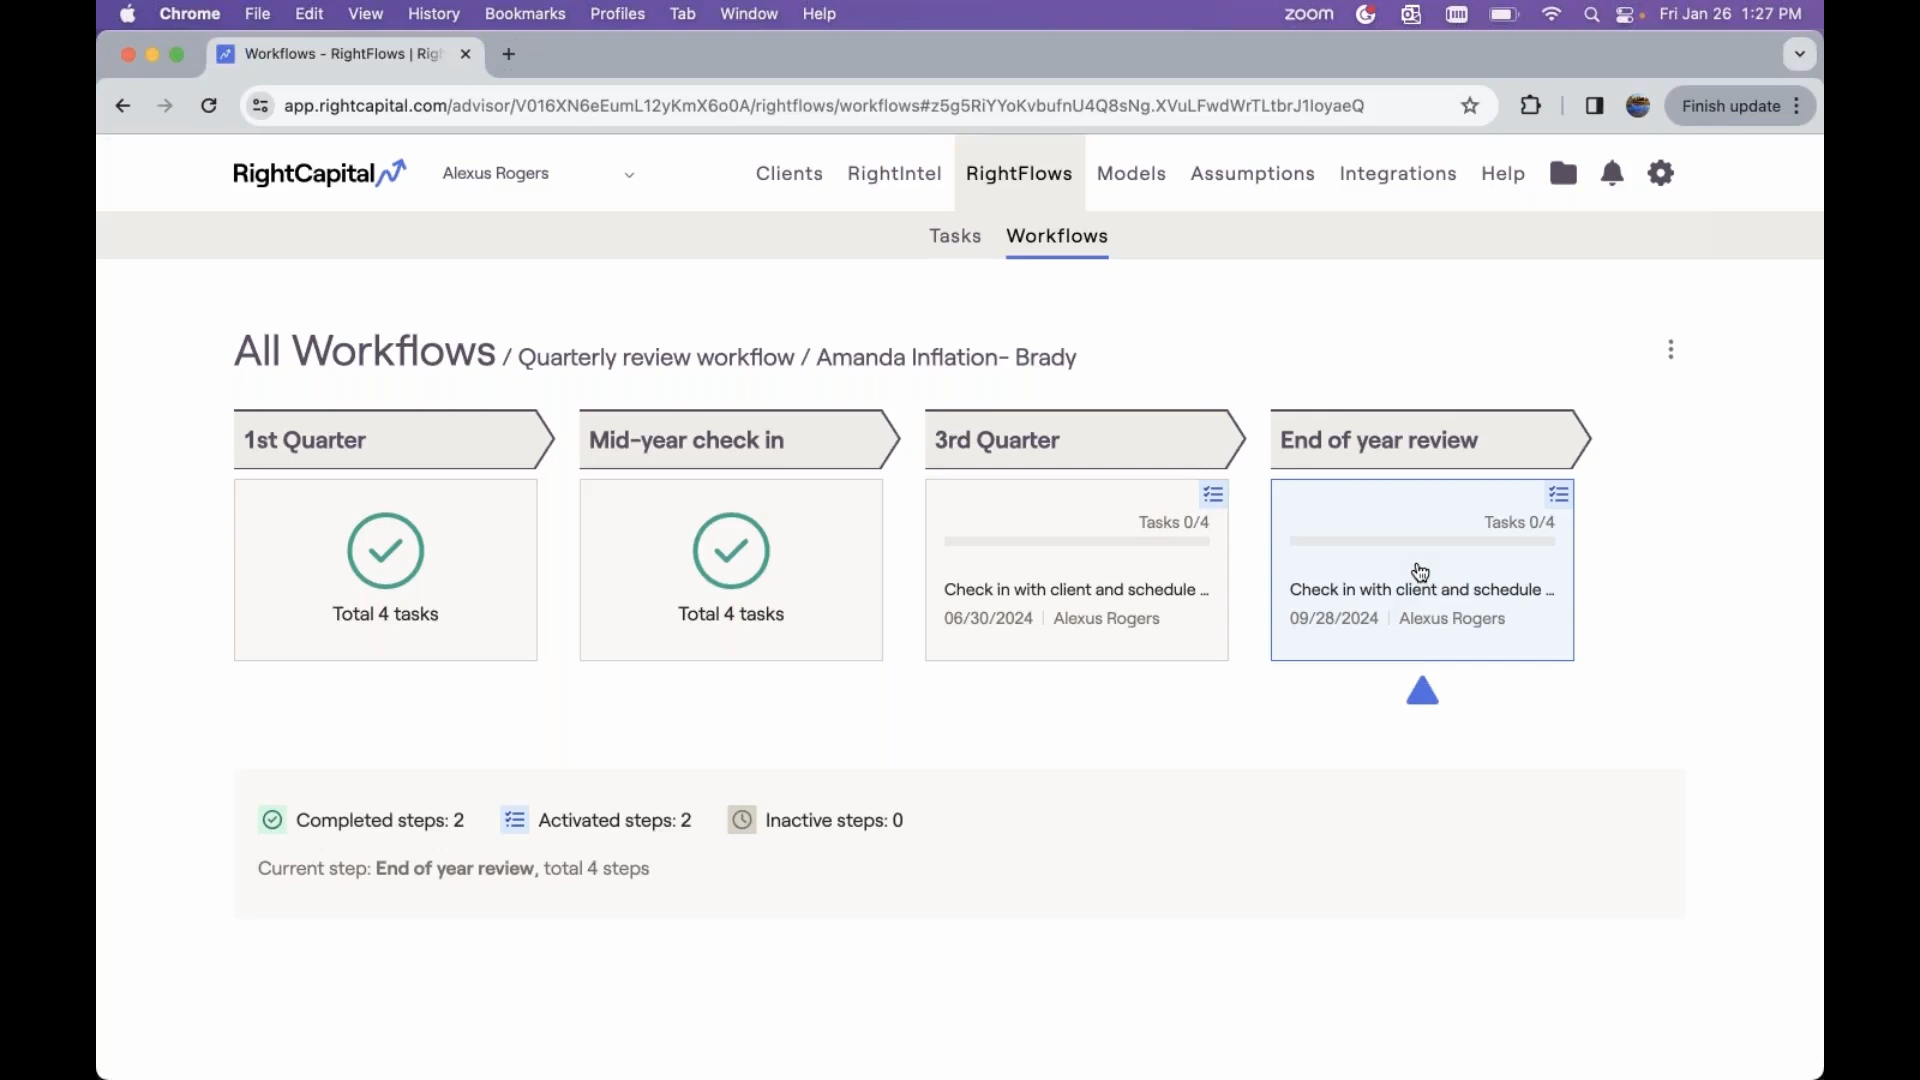 Chrome File Edit View History Bookmarks Profiles Tab Window Help zoom Fri Jan 26 1:27 PM
Workflows - RightFlows | Rig
app.rightcapital.com/advisor/V016XN6eEumL12yKmX6o0A/rightflows/workflows#z5g5RiYYoKvbufnU4Q8sNg.XVuLFwdWrTLtbrJ1IoyaeQ Finish update
RightCapital Alexus Rogers Clients RightIntel RightFlows Models Assumptions Integrations Help
Tasks Workflows
All Workflows / Quarterly review workflow / Amanda Inflation- Brady
1st Quarter Mid-year check in 3rd Quarter End of year review
Tasks 0/4 Tasks 0/4
Check in with client and schedule ... Check in with client and schedule ...
Total 4 tasks Total 4 tasks 06/30/2024 Alexus Rogers 09/28/2024 Alexus Rogers
Completed steps: 2 Activated steps: 2 Inactive steps: 0
Current step: End of year review, total 4 steps